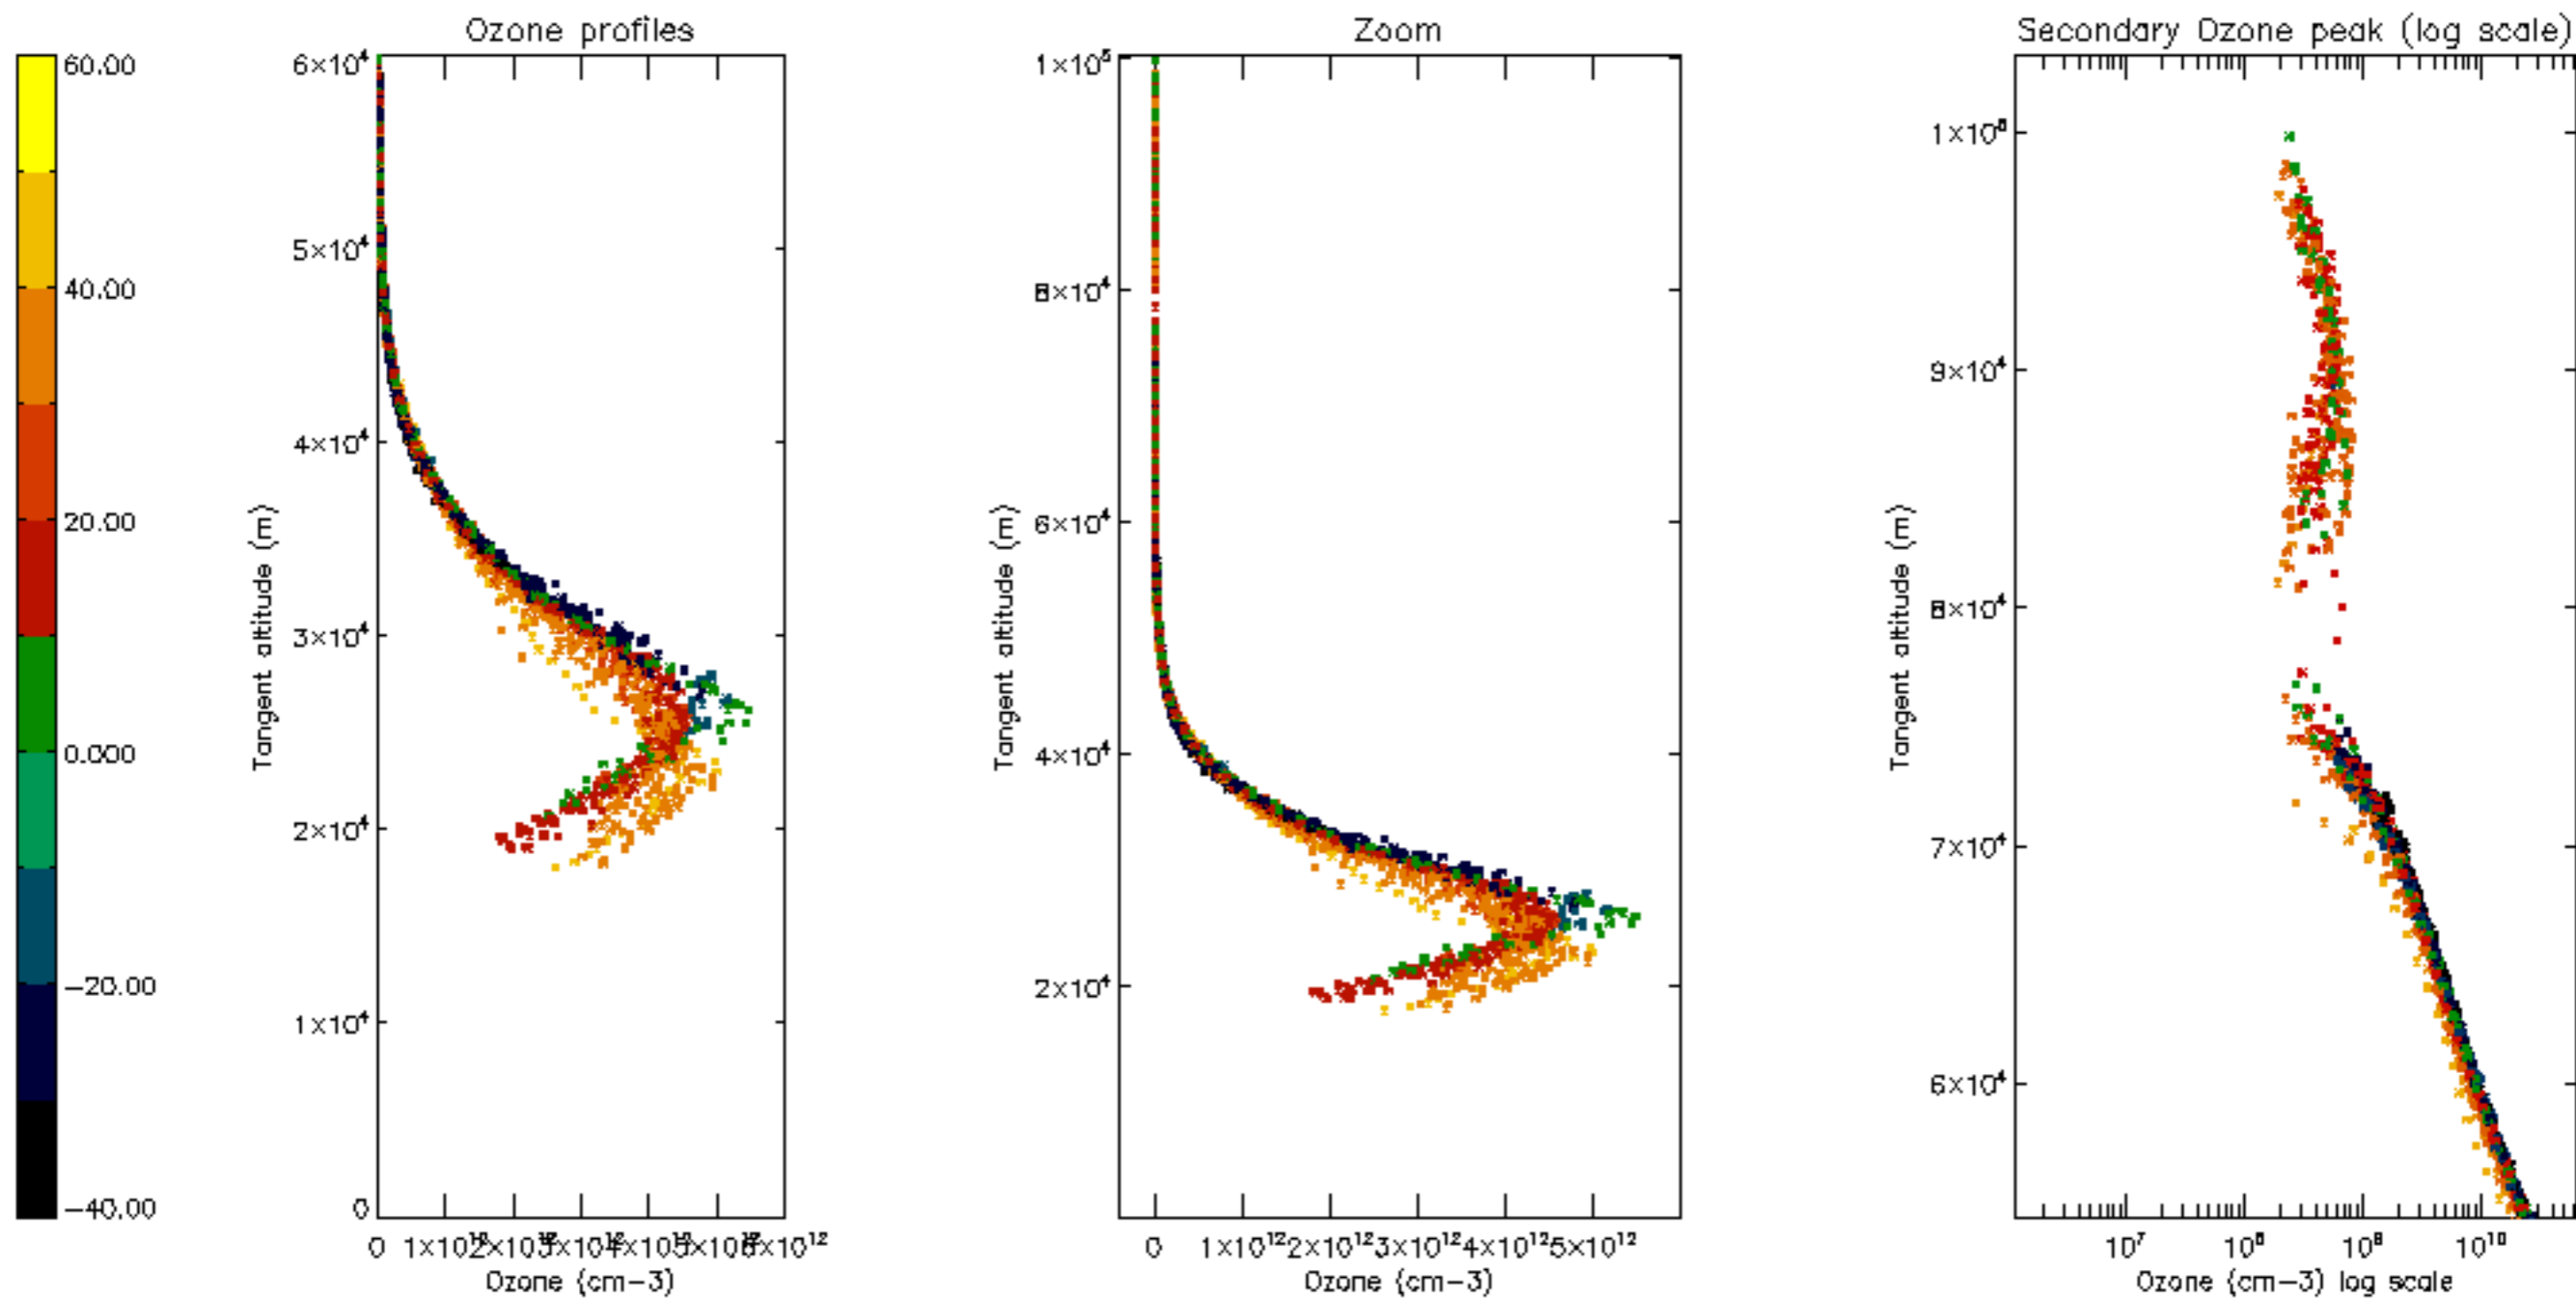 Ozone profiles
Zoom
Secondary Ozone peak (log scale)
60.00
40.00
20.00
0.000
-20.00
-40.00
6×10⁴
5×10⁴
4×10⁴
3×10⁴
2×10⁴
1×10⁴
0
Tangent altitude (m)
0
Ozone (cm-3)
1×10⁵
8×10⁴
6×10⁴
4×10⁴
2×10⁴
Tangent altitude (m)
0 1×10¹² 2×10¹² 3×10¹² 4×10¹² 5×10¹²
Ozone (cm-3)
9×10⁴
8×10⁴
7×10⁴
6×10⁴
Tangent altitude (m)
10⁷ 10⁸ 10⁹ 10¹⁰
Ozone (cm-3) log scale